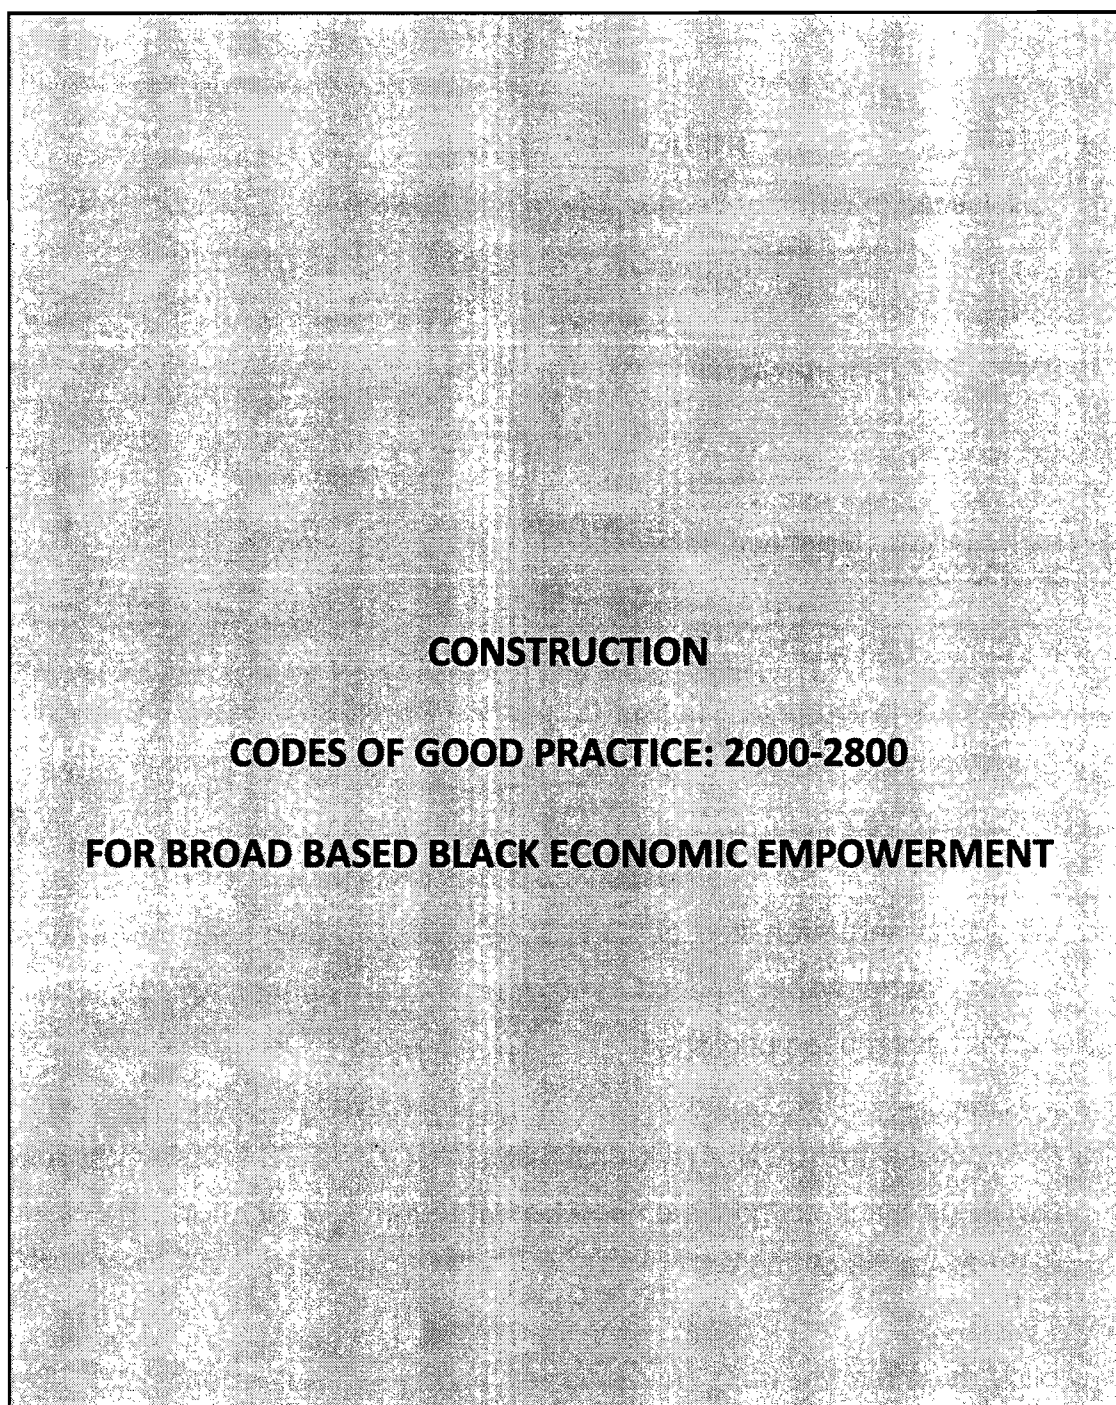 CONSTRUCTION
CODES OF GOOD PRACTICE: 2000-2800
FOR BROAD BASED BLACK ECONOMIC EMPOWERMENT